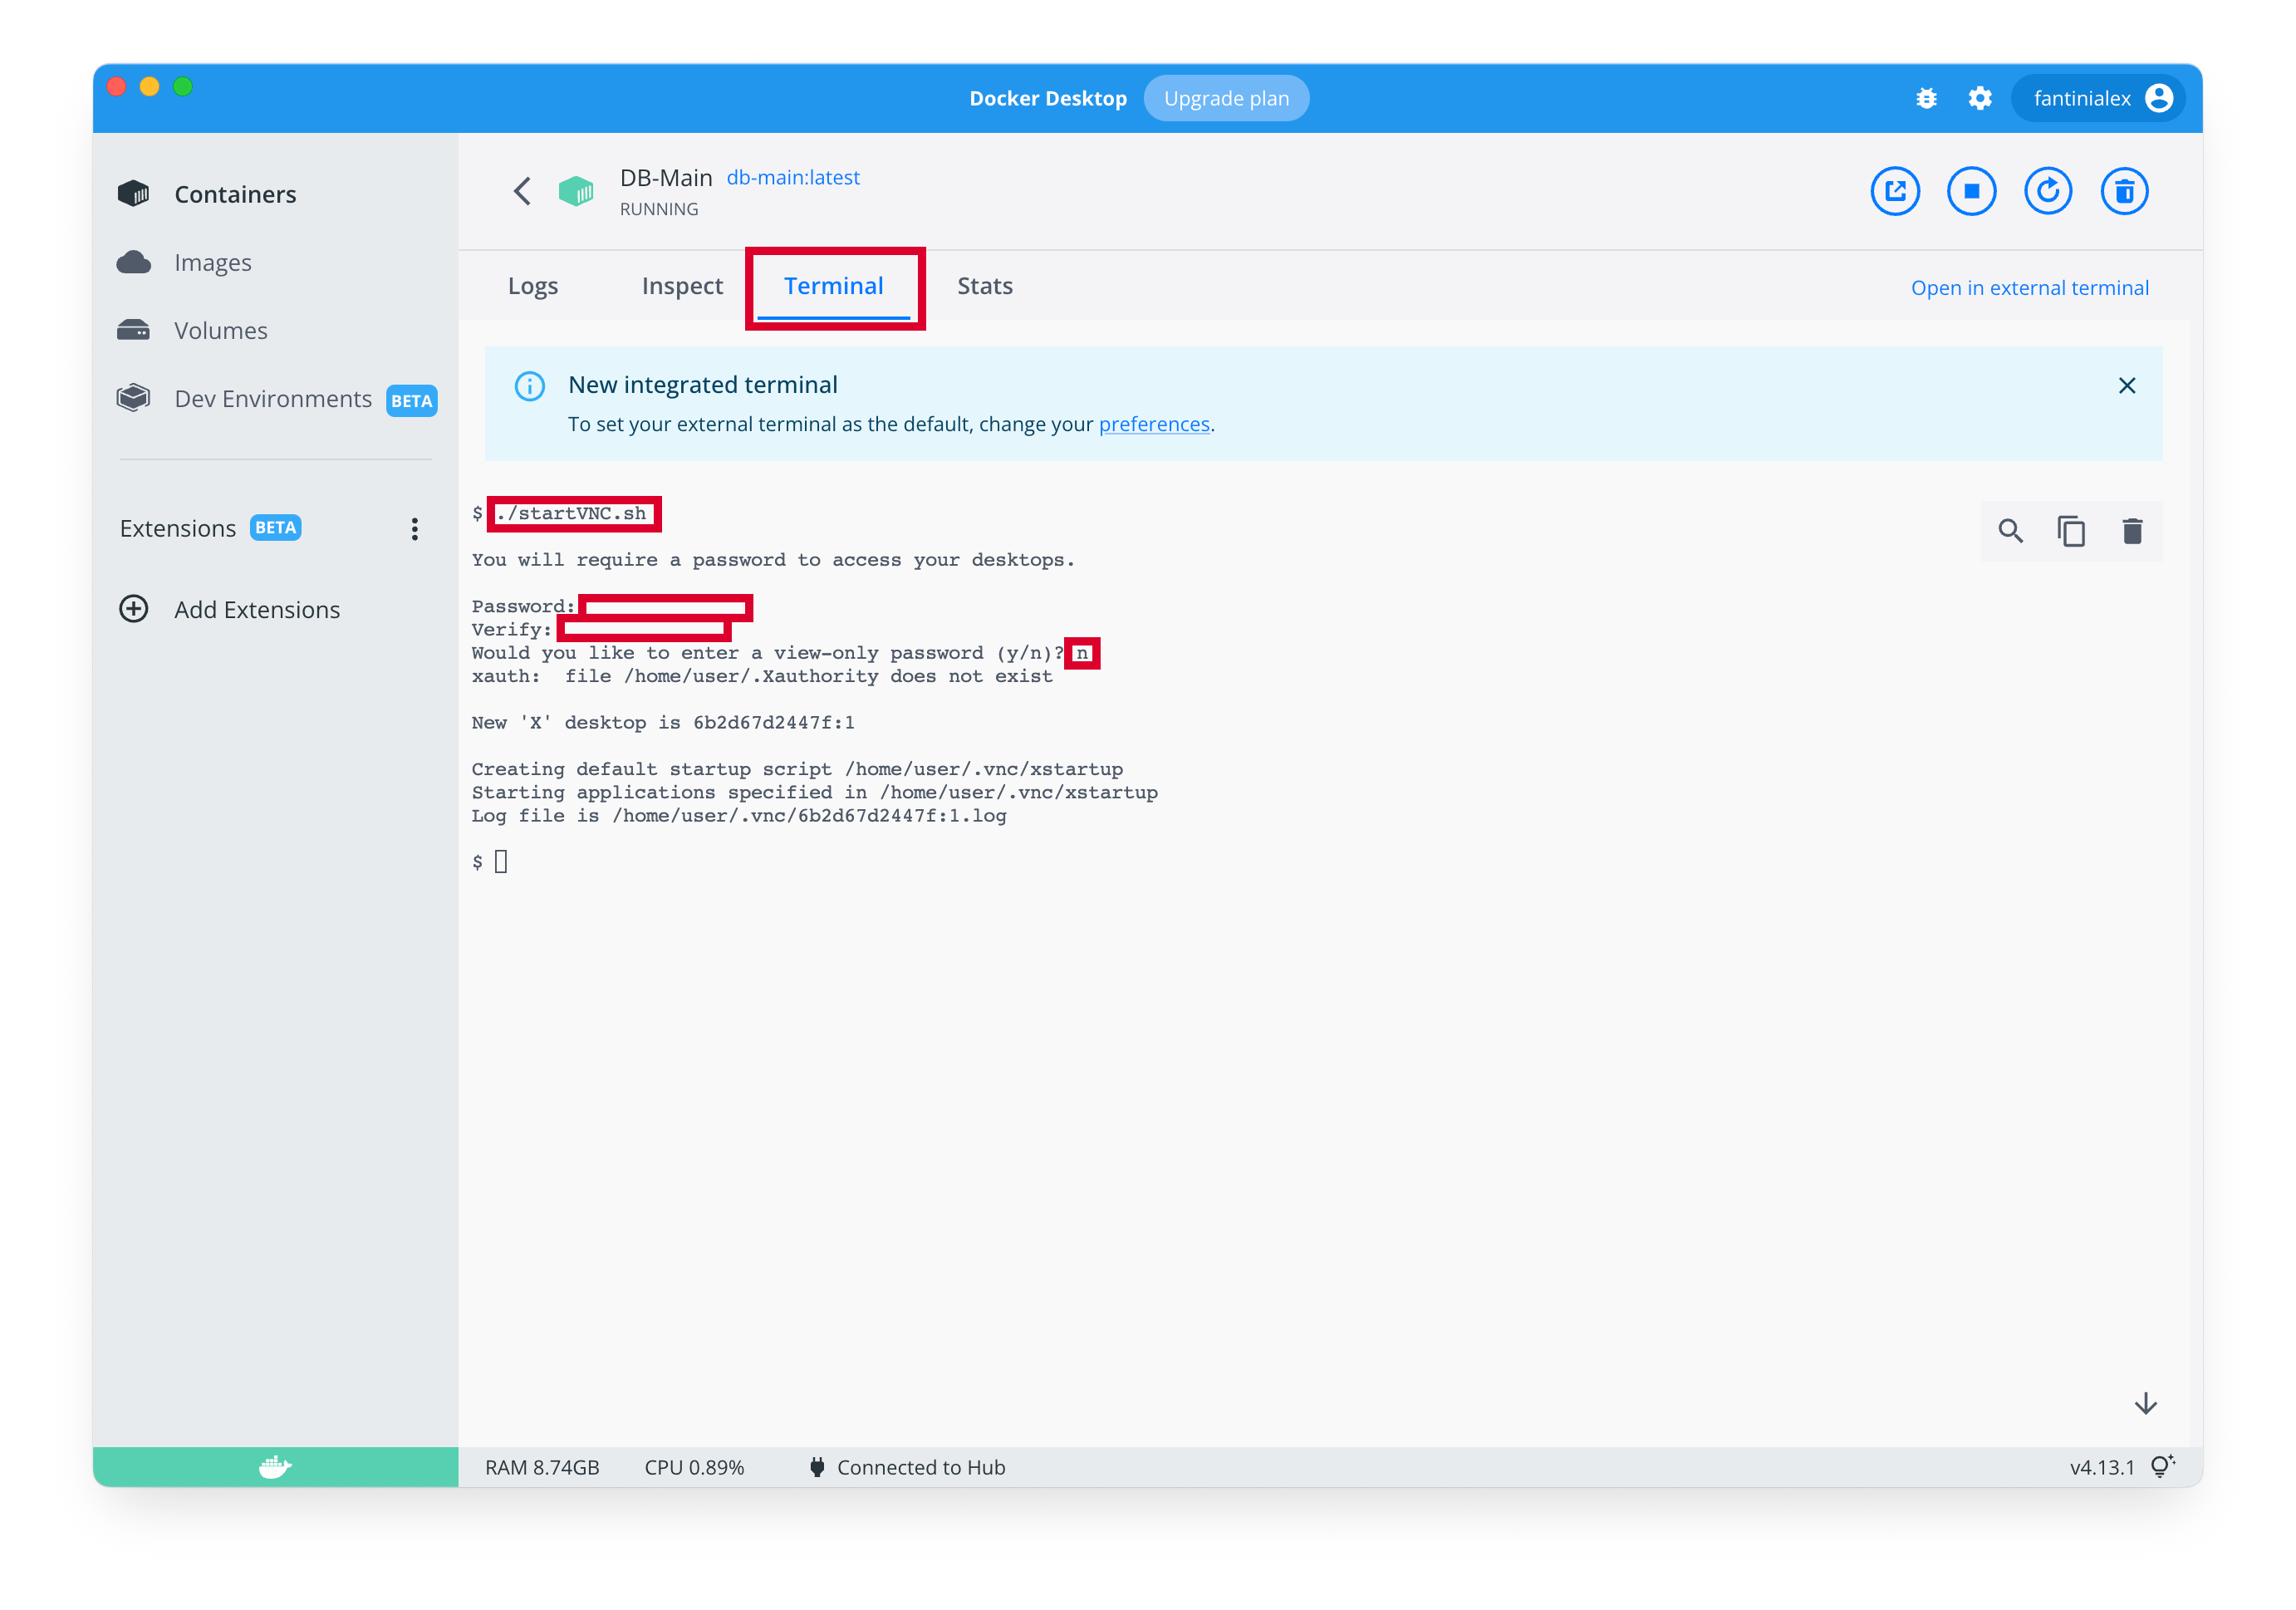 Docker Desktop Upgrade plan fantinialex
Containers
Images
Volumes
Dev Environments BETA
Extensions BETA
Add Extensions
DB-Main db-main:latest
RUNNING
Logs Inspect Terminal Stats Open in external terminal
New integrated terminal
To set your external terminal as the default, change your preferences.
$ ./startVNC.sh
You will require a password to access your desktops.
Password:
Verify:
Would you like to enter a view-only password (y/n)? n
xauth:  file /home/user/.Xauthority does not exist
New 'X' desktop is 6b2d67d2447f:1
Creating default startup script /home/user/.vnc/xstartup
Starting applications specified in /home/user/.vnc/xstartup
Log file is /home/user/.vnc/6b2d67d2447f:1.log
$
RAM 8.74GB CPU 0.89% Connected to Hub v4.13.1